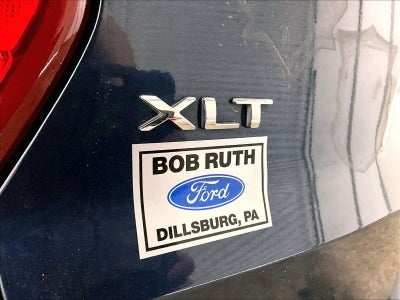 XLT
BOB RUTH
Ford
DILLSBURG, PA